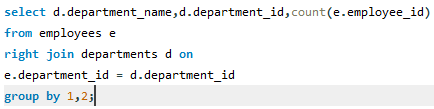 select d.department_name,d.department_id,count(e.employee_id)
from employees e
right join departments d on
e.department_id = d.department_id
group by 1,2;